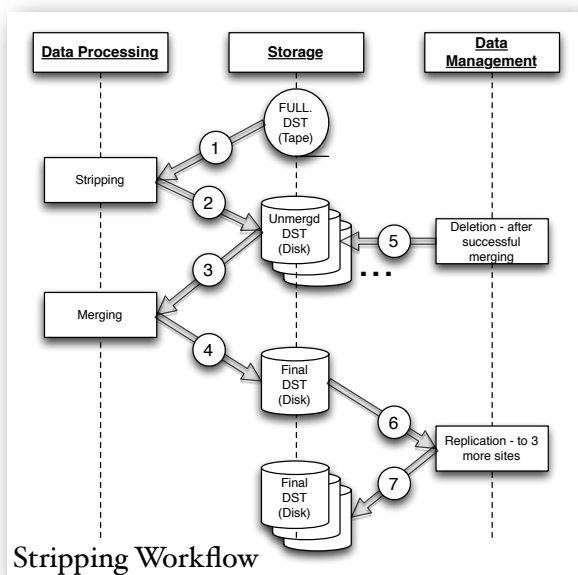 Data Processing
Storage
Data
Management
FULL.
DST
(Tape)
1
Stripping
2
Unmergd
DST
(Disk)
5
Deletion - after
successful
merging
...
3
Merging
4
Final
DST
(Disk)
6
Replication - to 3
more sites
7
Final
DST
(Disk)
Stripping Workflow